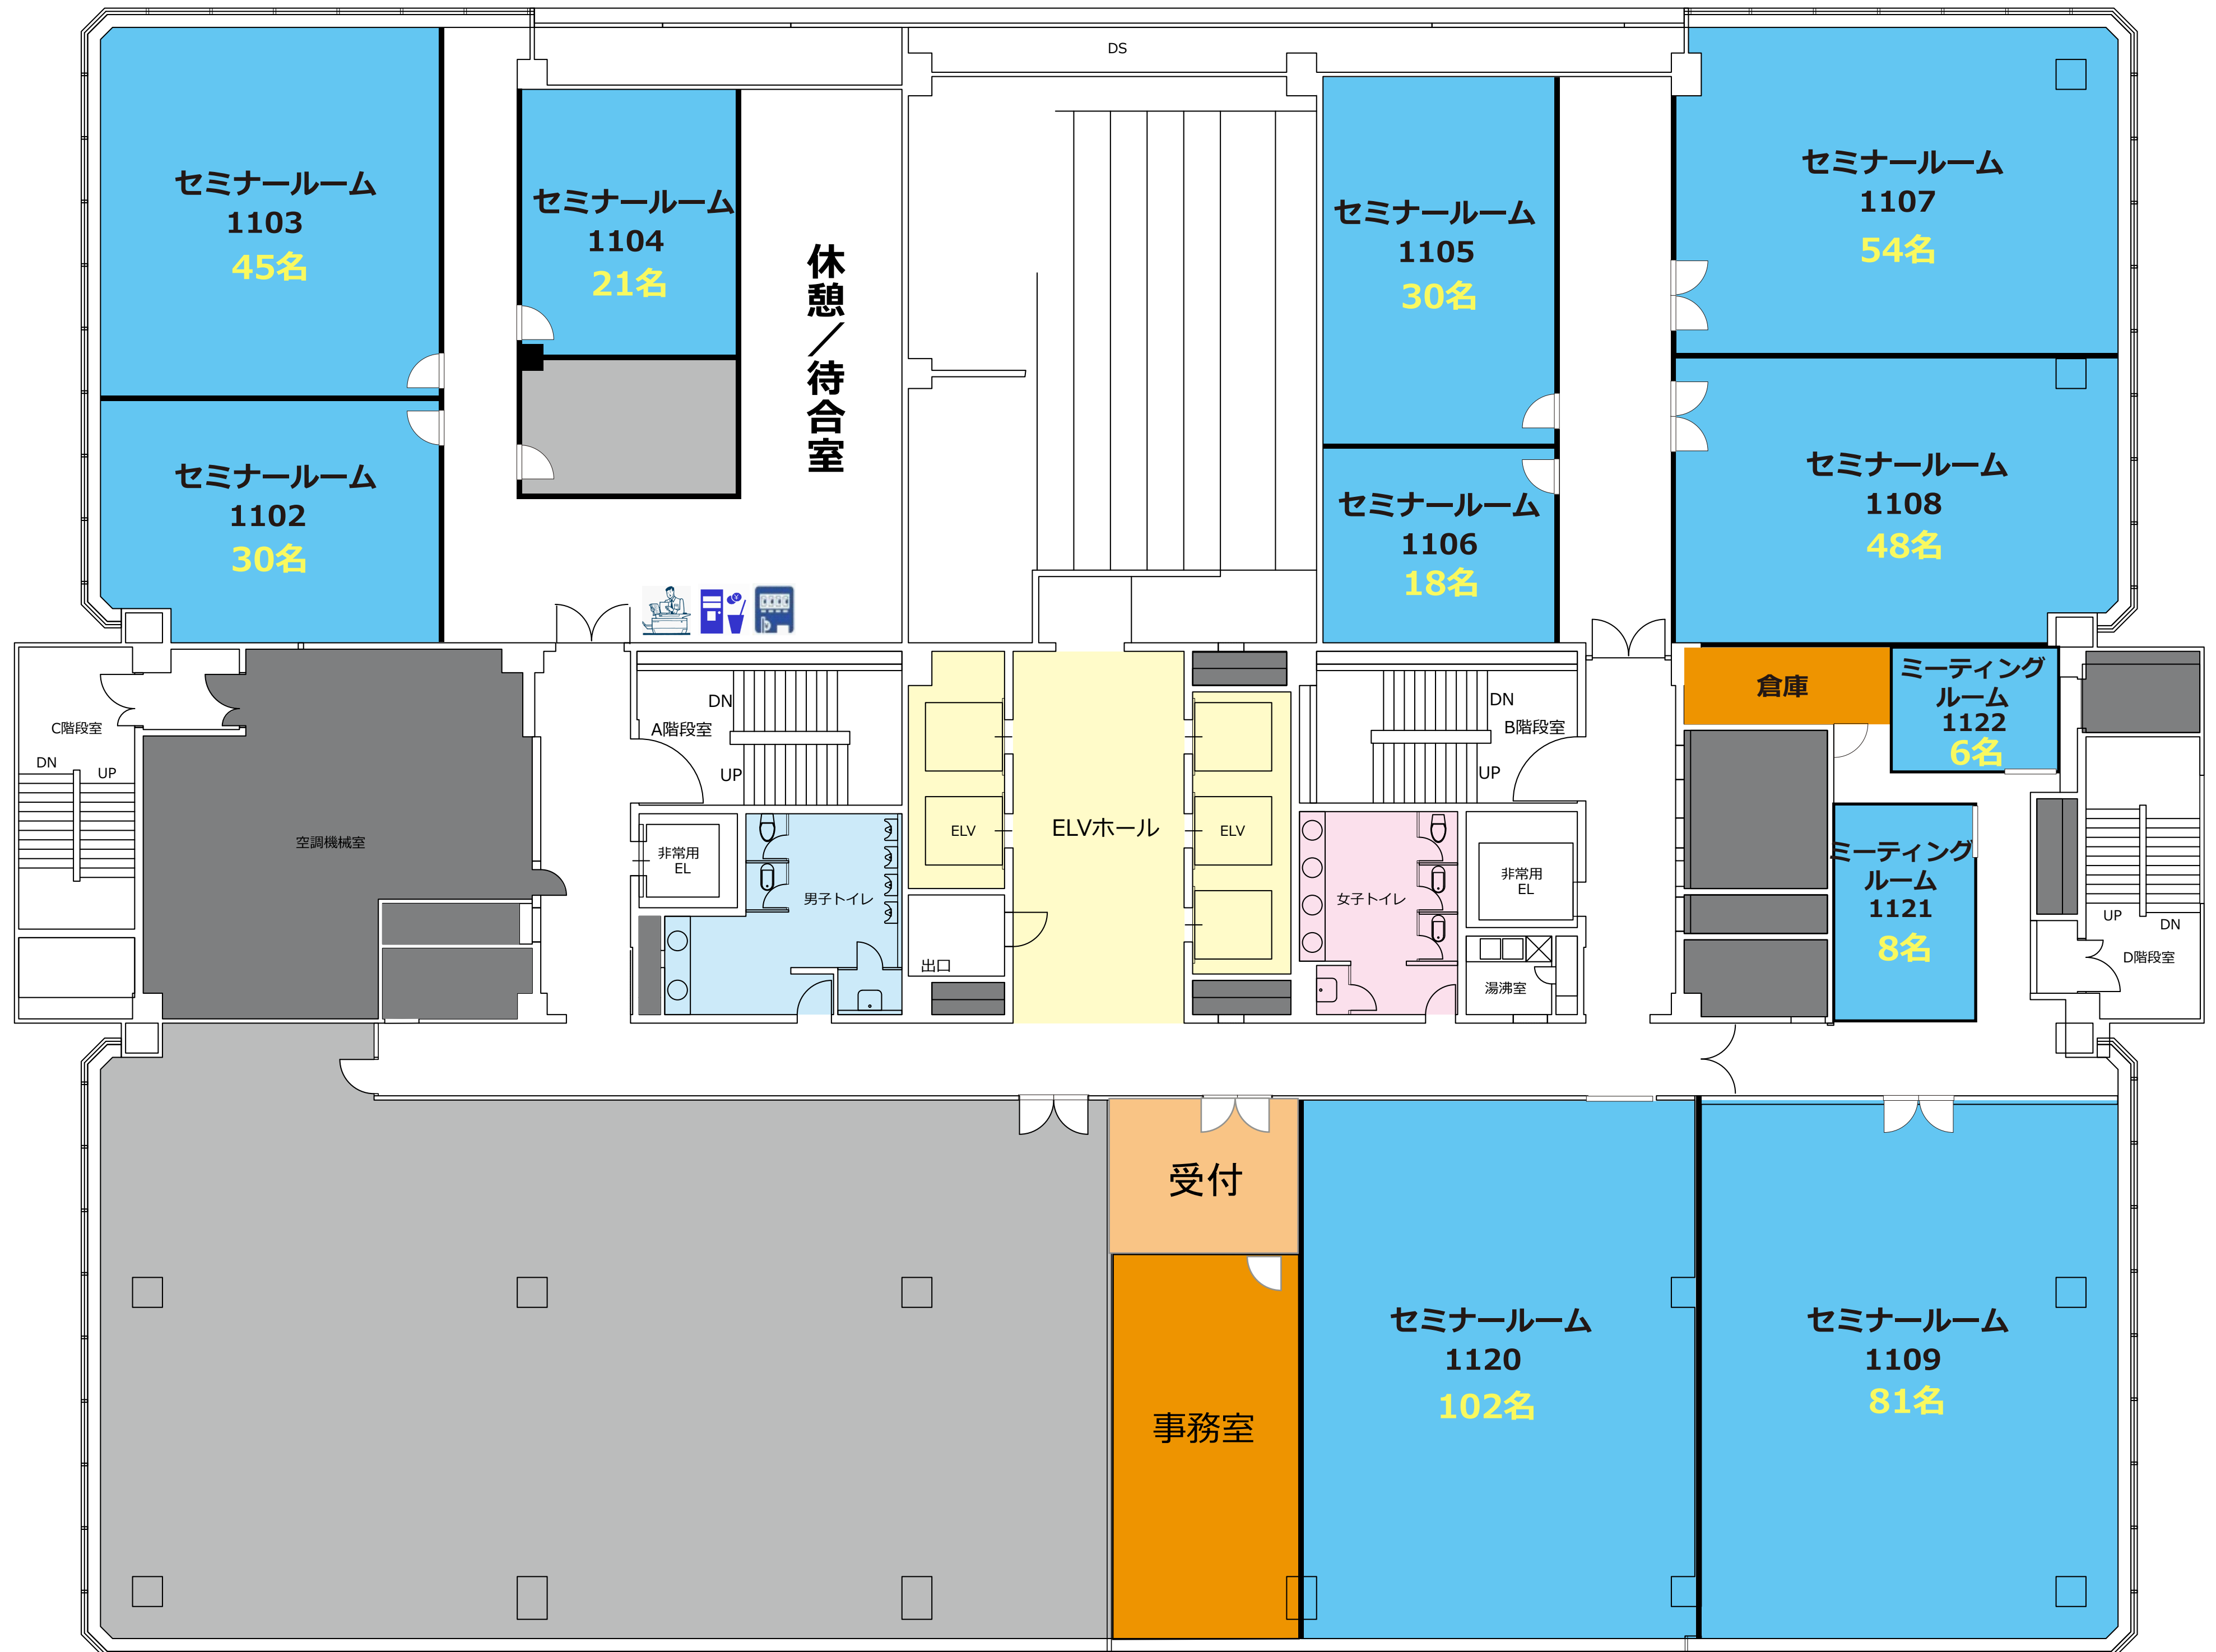 DS
セミナールーム
1103
45名
セミナールーム
1104
21名
休憩／待合室
セミナールーム
1105
30名
セミナールーム
1107
54名
セミナールーム
1102
30名
セミナールーム
1106
18名
セミナールーム
1108
48名
C階段室
DN
UP
空調機械室
DN
A階段室
UP
非常用
EL
男子トイレ
ELV
出口
ELVホール
ELV
DN
B階段室
UP
女子トイレ
非常用
EL
湯沸室
倉庫
ミーティング
ルーム
1122
6名
ミーティング
ルーム
1121
8名
UP
DN
D階段室
受付
事務室
セミナールーム
1120
102名
セミナールーム
1109
81名